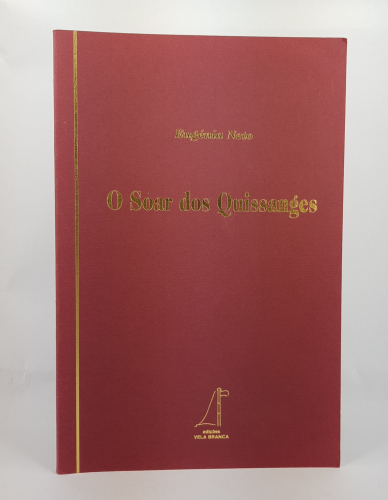 Eugénia Neto
O Soar dos Quissanges
edições
VELA BRANCA